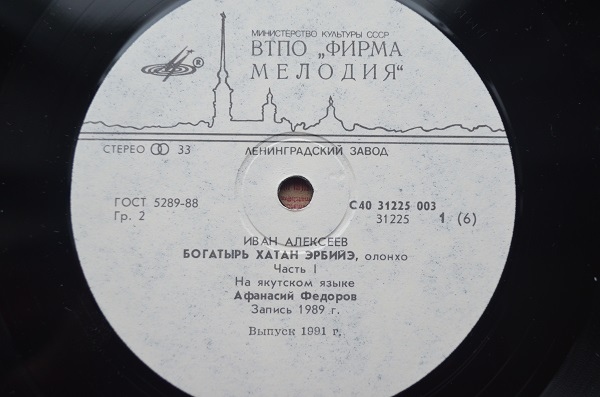 МИНИСТЕРСТВО КУЛЬТУРЫ СССР
ВТПО „ФИРМА
МЕЛОДИЯ“
®
СТЕРЕО 33
ЛЕНИНГРАДСКИЙ ЗАВОД
ГОСТ 5289-88
Гр. 2
С40 31225 003
31225 1 (6)
ИВАН АЛЕКСЕЕВ
БОГАТЫРЬ ХАТАН ЭРБИЙЭ, олонхо
Часть I
На якутском языке
Афанасий Федоров
Запись 1989 г.
Выпуск 1991 г.